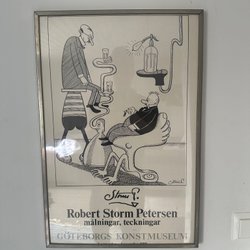 Storm P.
Robert Storm Petersen
målningar, teckningar
GÖTEBORGS KONSTMUSEUM